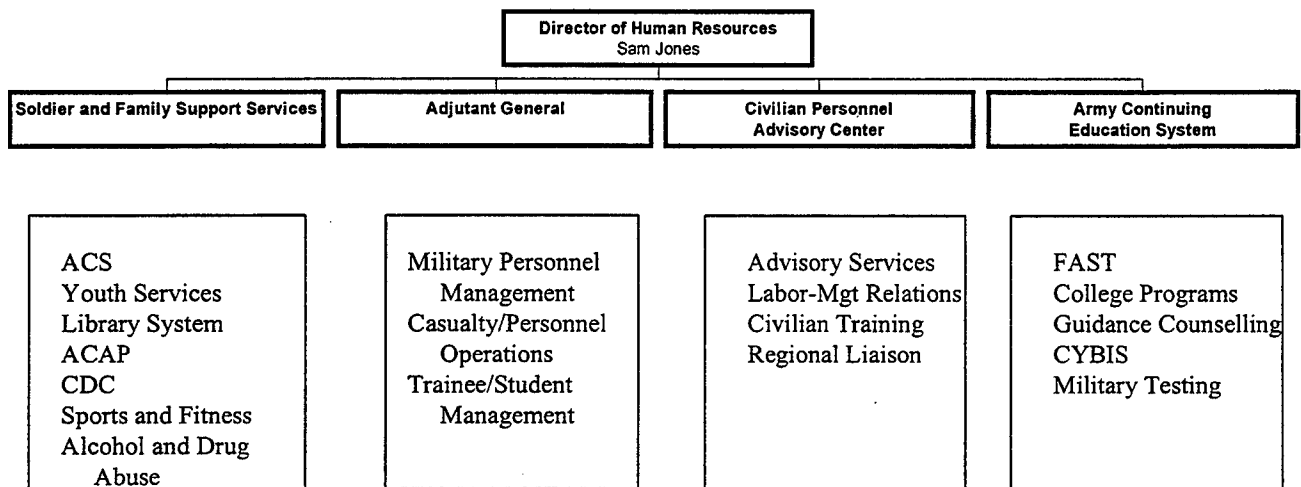 Director of Human Resources
Sam Jones
Soldier and Family Support Services
Adjutant General
Civilian Personnel
Advisory Center
Army Continuing
Education System
ACS
Youth Services
Library System
ACAP
CDC
Sports and Fitness
Alcohol and Drug
Abuse
Military Personnel
Management
Casualty/Personnel
Operations
Trainee/Student
Management
Advisory Services
Labor-Mgt Relations
Civilian Training
Regional Liaison
FAST
College Programs
Guidance Counselling
CYBIS
Military Testing